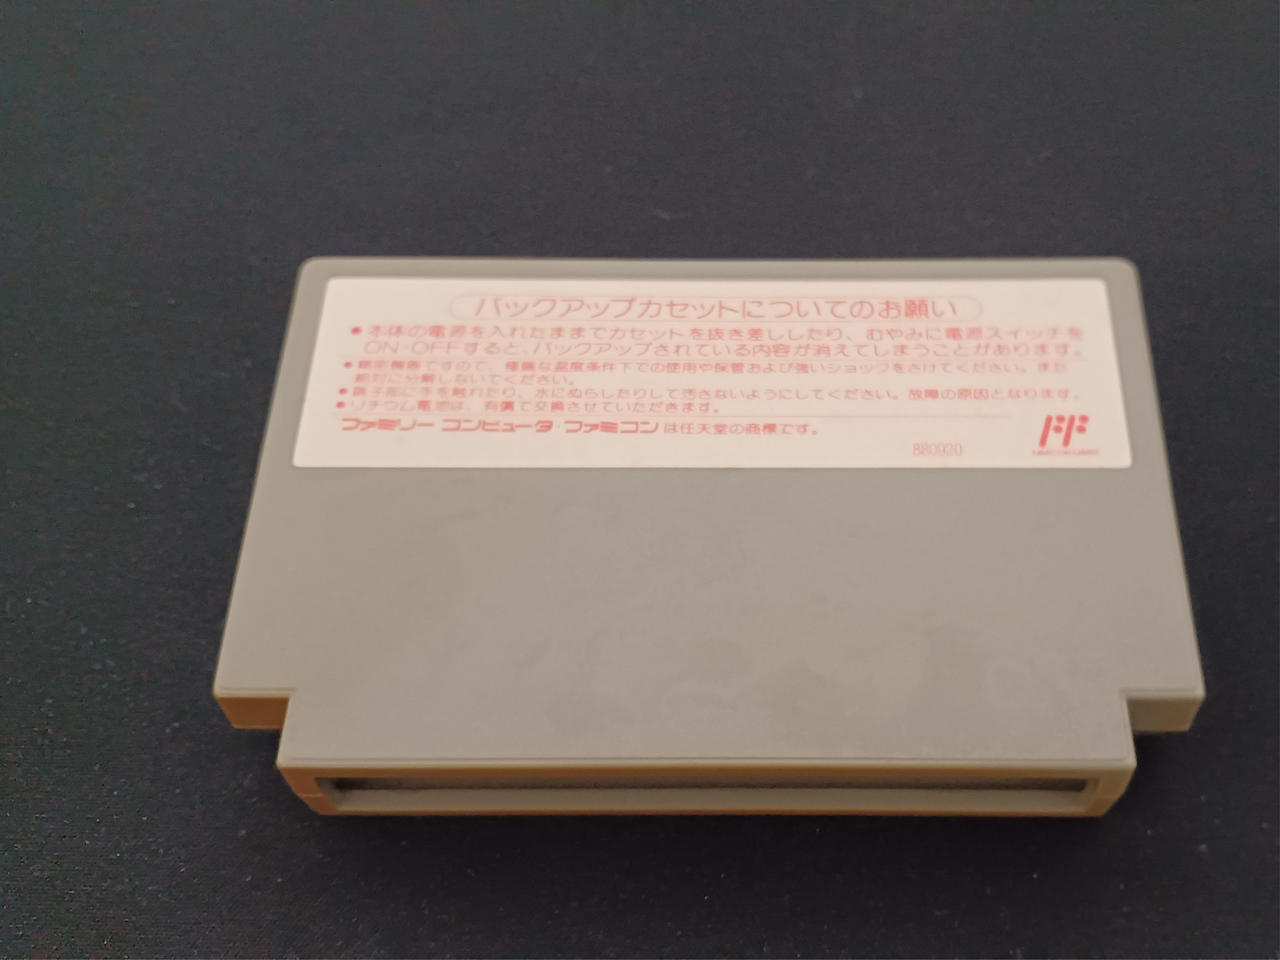 バックアップカセットについてのお願い
●本体の電源を入れたままでカセットを抜き差ししたり、むやみに電源スイッチを
ON・OFFすると、バックアップされている内容が消えてしまうことがあります。
●精密機器ですので、極端な温度条件下での使用や保管および強いショックをさけてください。また
絶対に分解しないでください。
●端子部に手を触れたり、水にぬらしたりして汚さないようにしてください。故障の原因となります。
●リチウム電池は、有償で交換させていただきます。
ファミリーコンピュータ・ファミコンは任天堂の商標です。
880920